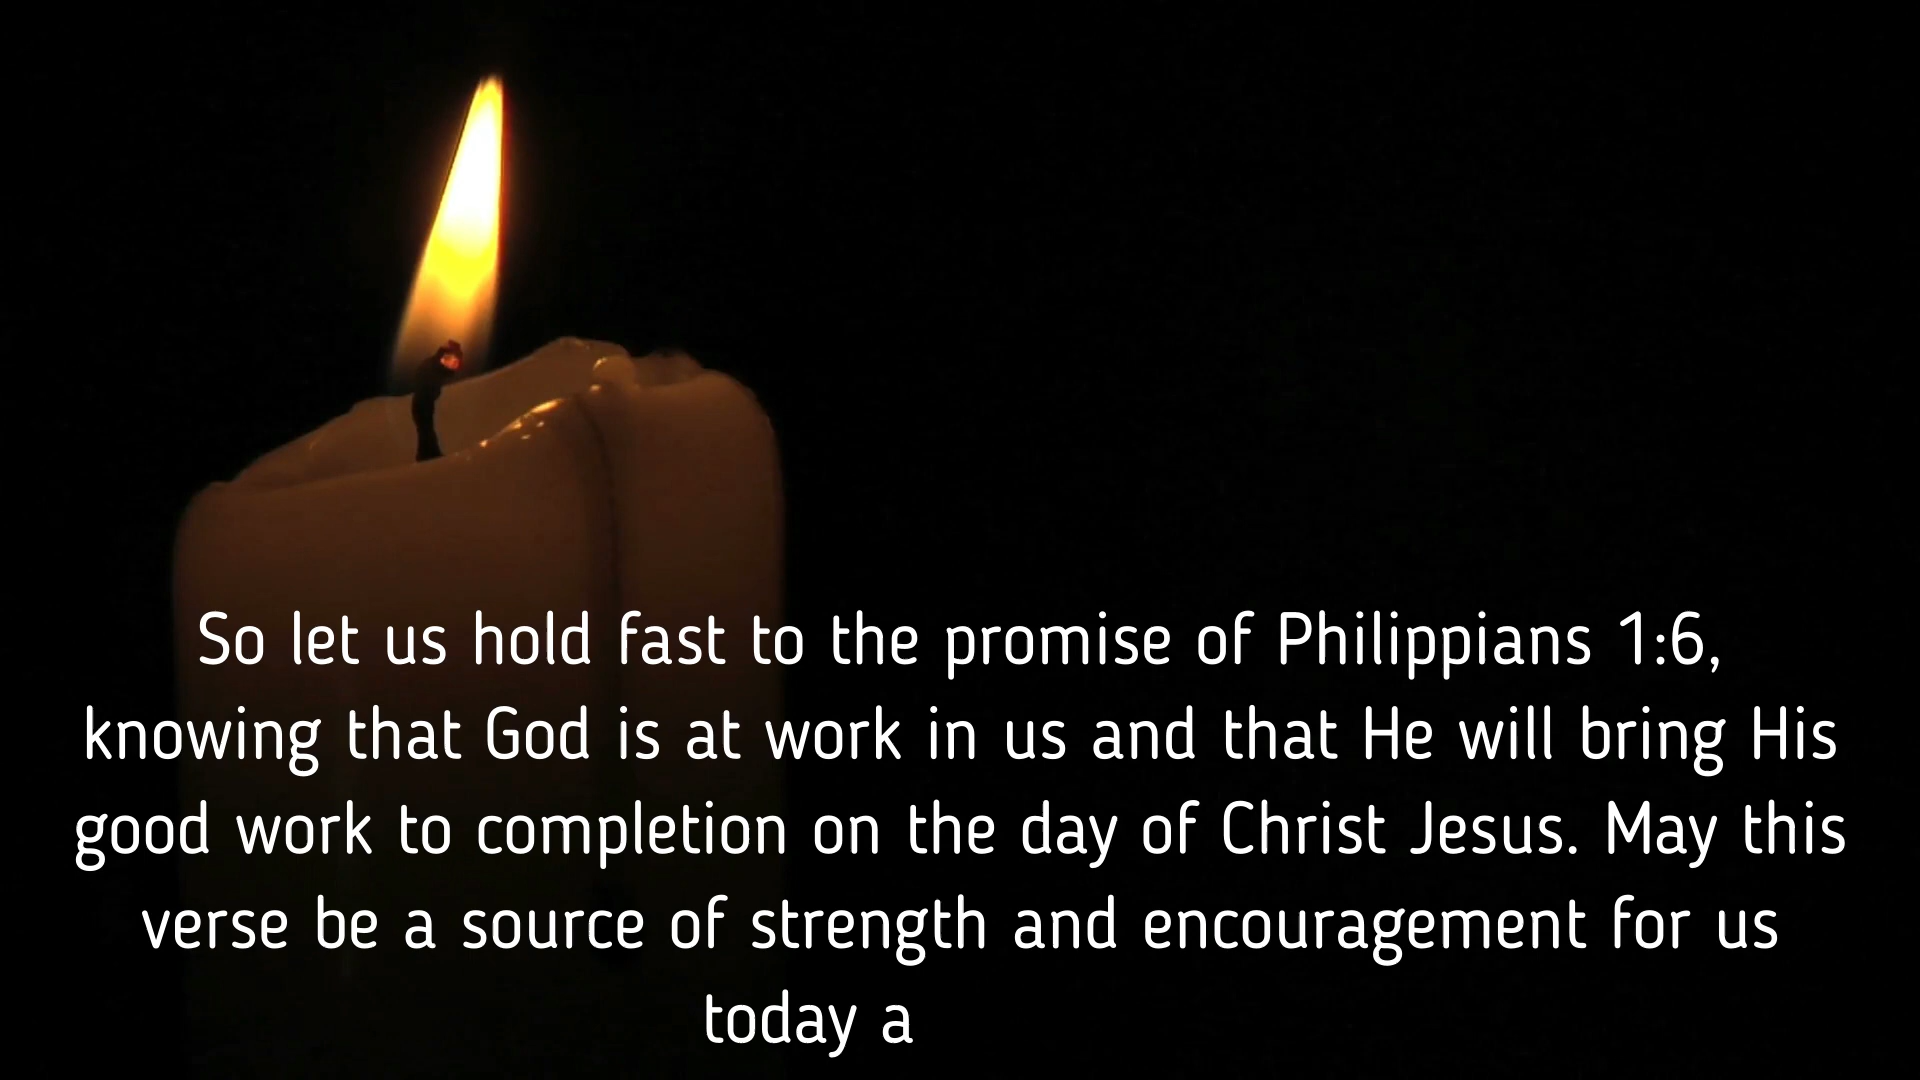 So let us hold fast to the promise of Philippians 1:6,
knowing that God is at work in us and that He will bring His
good work to completion on the day of Christ Jesus. May this
verse be a source of strength and encouragement for us
today a